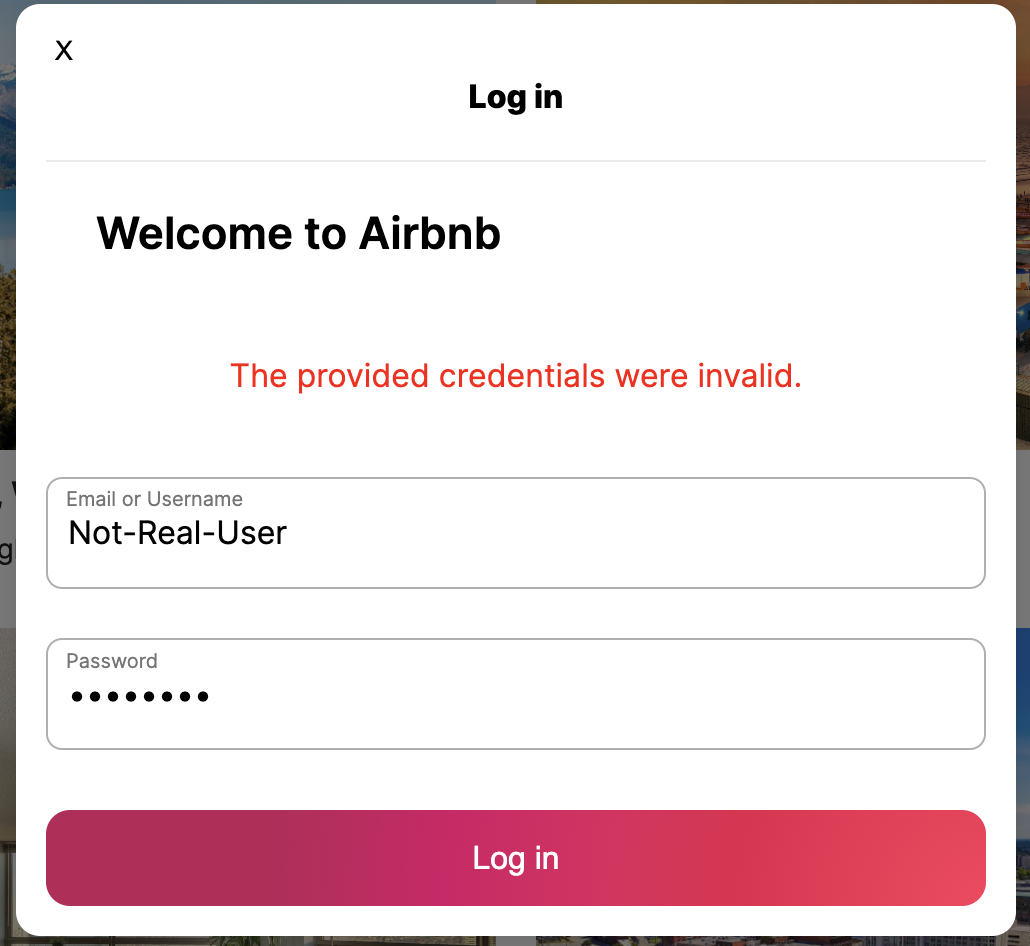 X
Log in
Welcome to Airbnb
The provided credentials were invalid.
Email or Username
Not-Real-User
Password
••••••••
Log in